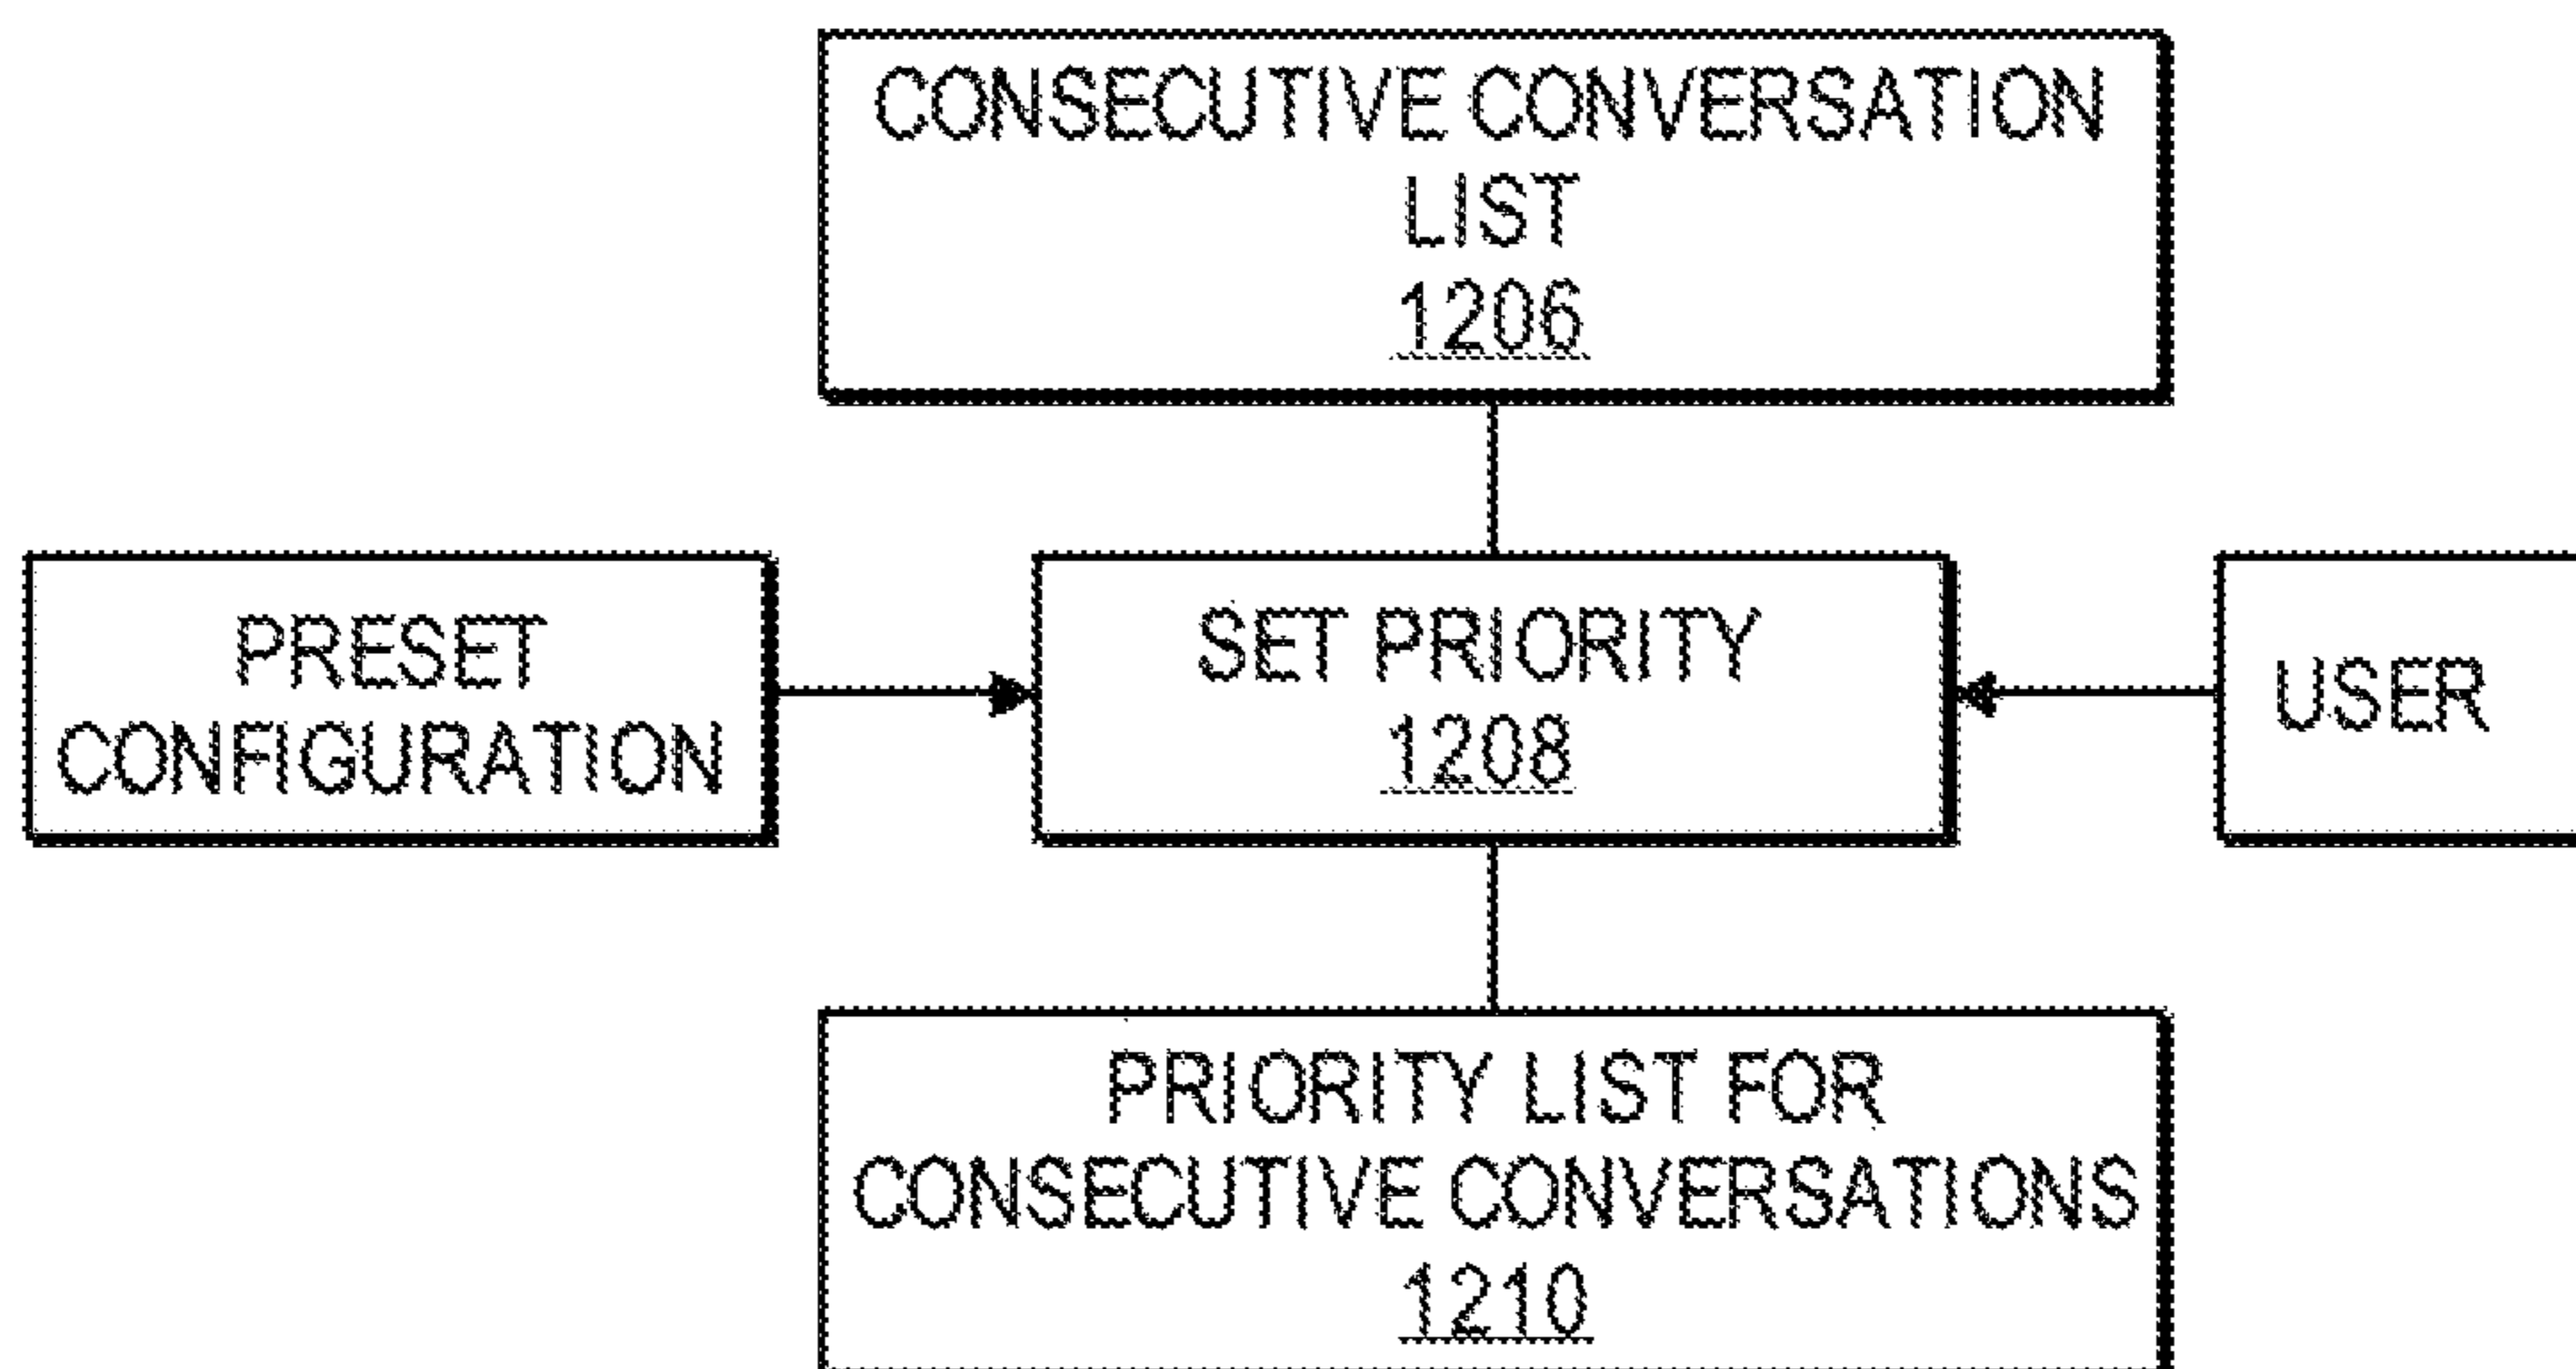 CONSECUTIVE CONVERSATION
LIST
1206
PRESET
CONFIGURATION
SET PRIORITY
1208
USER
PRIORITY LIST FOR
CONSECUTIVE CONVERSATIONS
1210